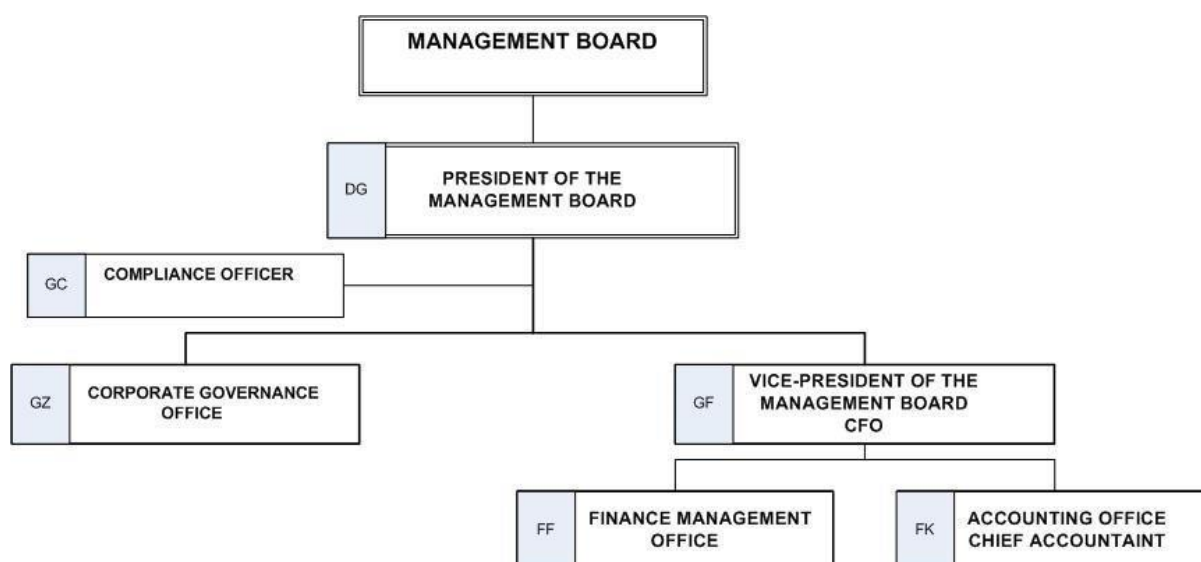 MANAGEMENT BOARD
DG
PRESIDENT OF THE
MANAGEMENT BOARD
GC
COMPLIANCE OFFICER
GZ
CORPORATE GOVERNANCE
OFFICE
GF
VICE-PRESIDENT OF THE
MANAGEMENT BOARD
CFO
FF
FINANCE MANAGEMENT
OFFICE
FK
ACCOUNTING OFFICE
CHIEF ACCOUNTAINT